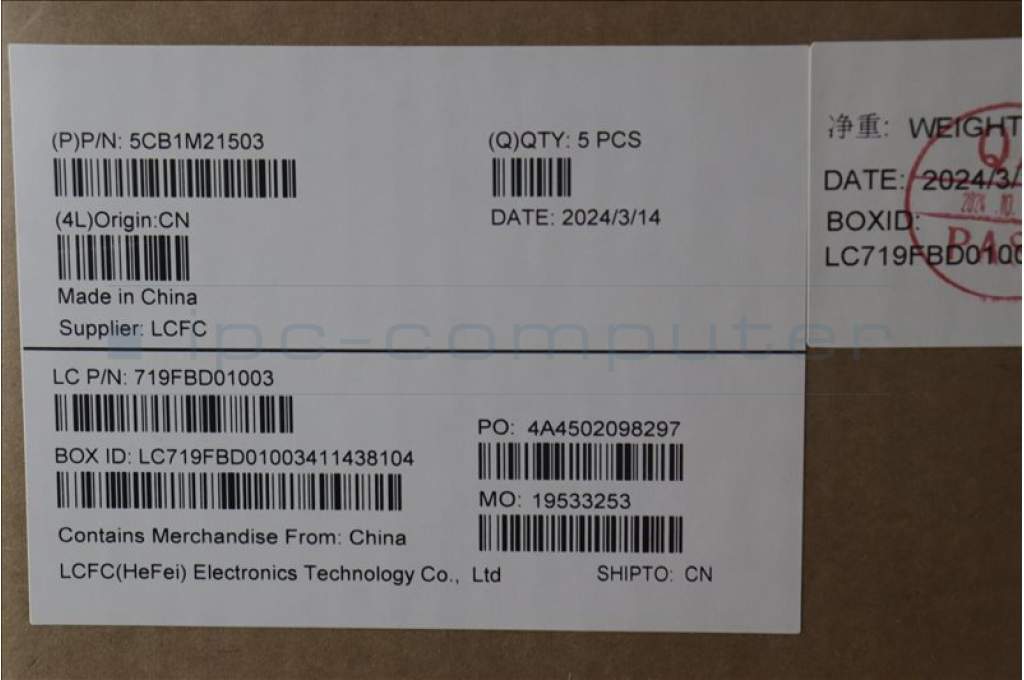 (P)P/N: 5CB1M21503
(Q)QTY: 5 PCS
(4L)Origin:CN
DATE: 2024/3/14
Made in China
Supplier: LCFC
LC P/N: 719FBD01003
PO: 4A4502098297
BOX ID: LC719FBD01003411438104
MO: 19533253
Contains Merchandise From: China
LCFC(HeFei) Electronics Technology Co., Ltd
SHIPTO: CN
净重: WEIGHT
DATE: 2024/3/
BOXID:
LC719FBD0100
ipc-computer